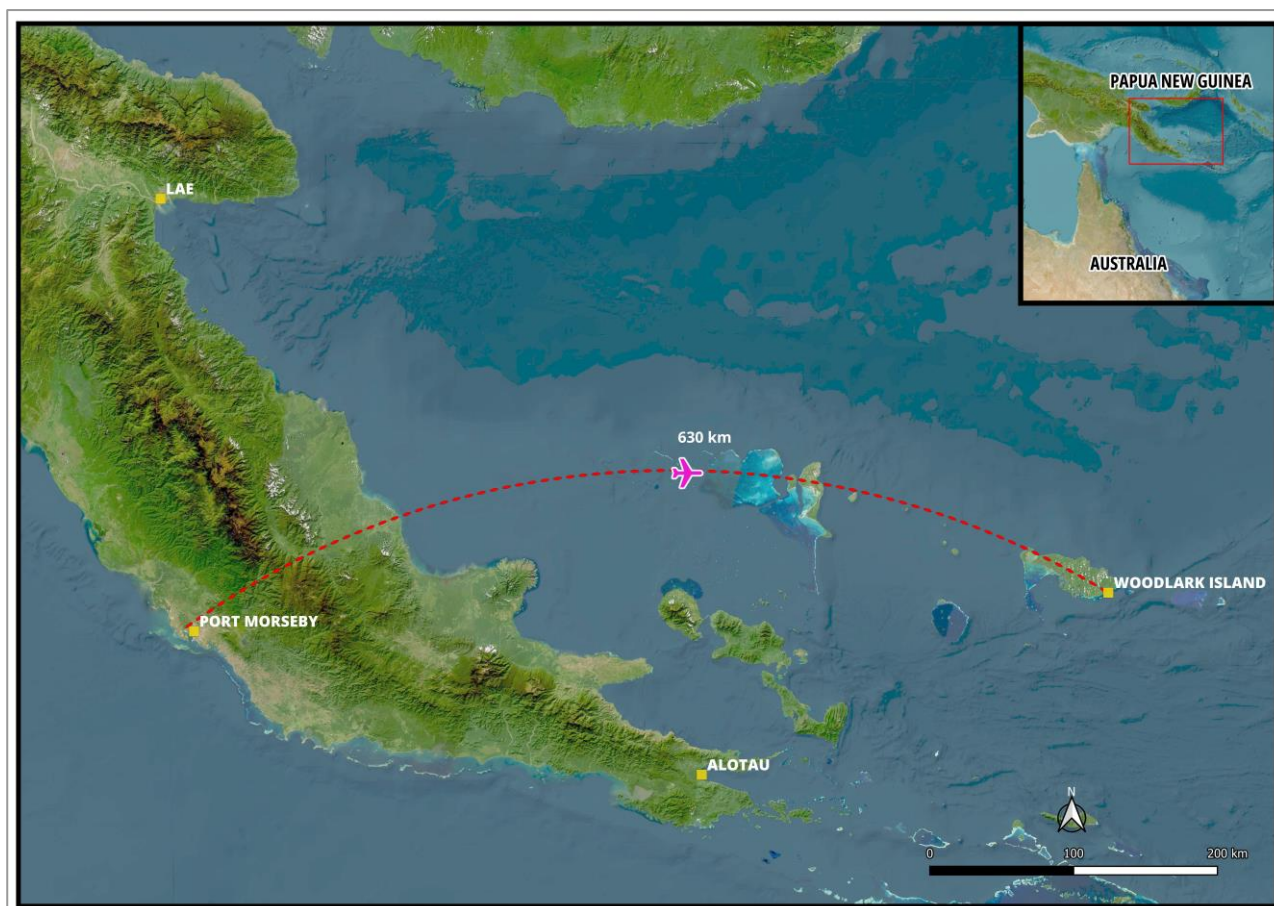 PAPUA NEW GUINEA
AUSTRALIA
LAE
630 km
WOODLARK ISLAND
PORT MORSEBY
ALOTAU
N
0 100 200 km